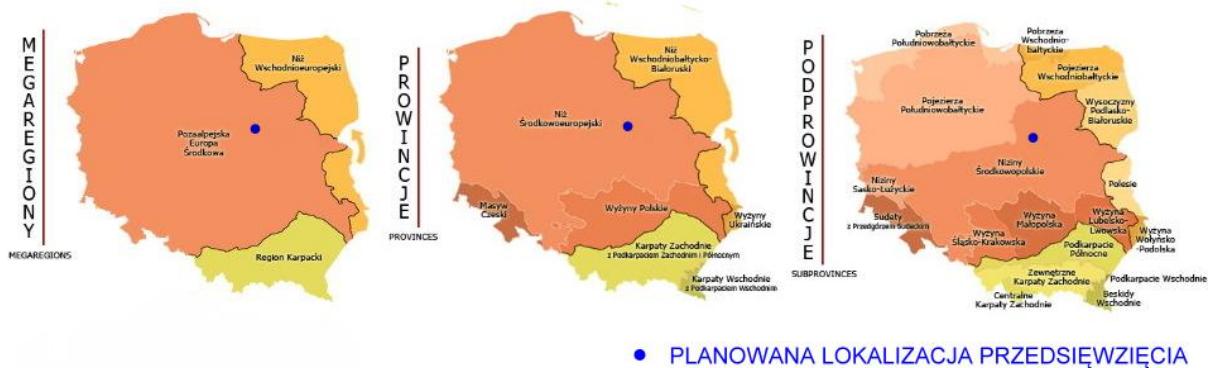 MEGAREGIONY
MEGAREGIONS
Niż
Wschodnioeuropejski
Pozaalpejska
Europa
Środkowa
Region Karpacki
PROWINCJE
PROVINCES
Niż
Wschodniobałtycko-
Białoruski
Niż
Środkowoeuropejski
Masyw
Czeski
Wyżyny Polskie
Wyżyny
Ukraińskie
Karpaty Zachodnie
z Podkarpaciem Zachodnim i Północnym
Karpaty Wschodnie
z Podkarpaciem Wschodnim
PODPROWINCJE
SUBPROVINCES
Pobrzeża
Południowobałtyckie
Pobrzeża
Wschodnio-
bałtyckie
Pojezierza
Wschodniobałtyckie
Pojezierza
Południowobałtyckie
Wysoczyzny
Podlasko-
Białoruskie
Niziny
Środkowopolskie
Niziny
Sasko-Łużyckie
Polesie
Sudety
z Przedgórzem Sudeckim
Wyżyna
Śląsko-Krakowska
Wyżyna
Małopolska
Wyżyna
Lubelsko-
Lwowska
Wyżyna
Wołyńsko-
Podolska
Podkarpacie
Północne
Zewnętrzne
Karpaty Zachodnie
Podkarpacie Wschodnie
Centralne
Karpaty Zachodnie
Beskidy
Wschodnie
PLANOWANA LOKALIZACJA PRZEDSIĘWZIĘCIA